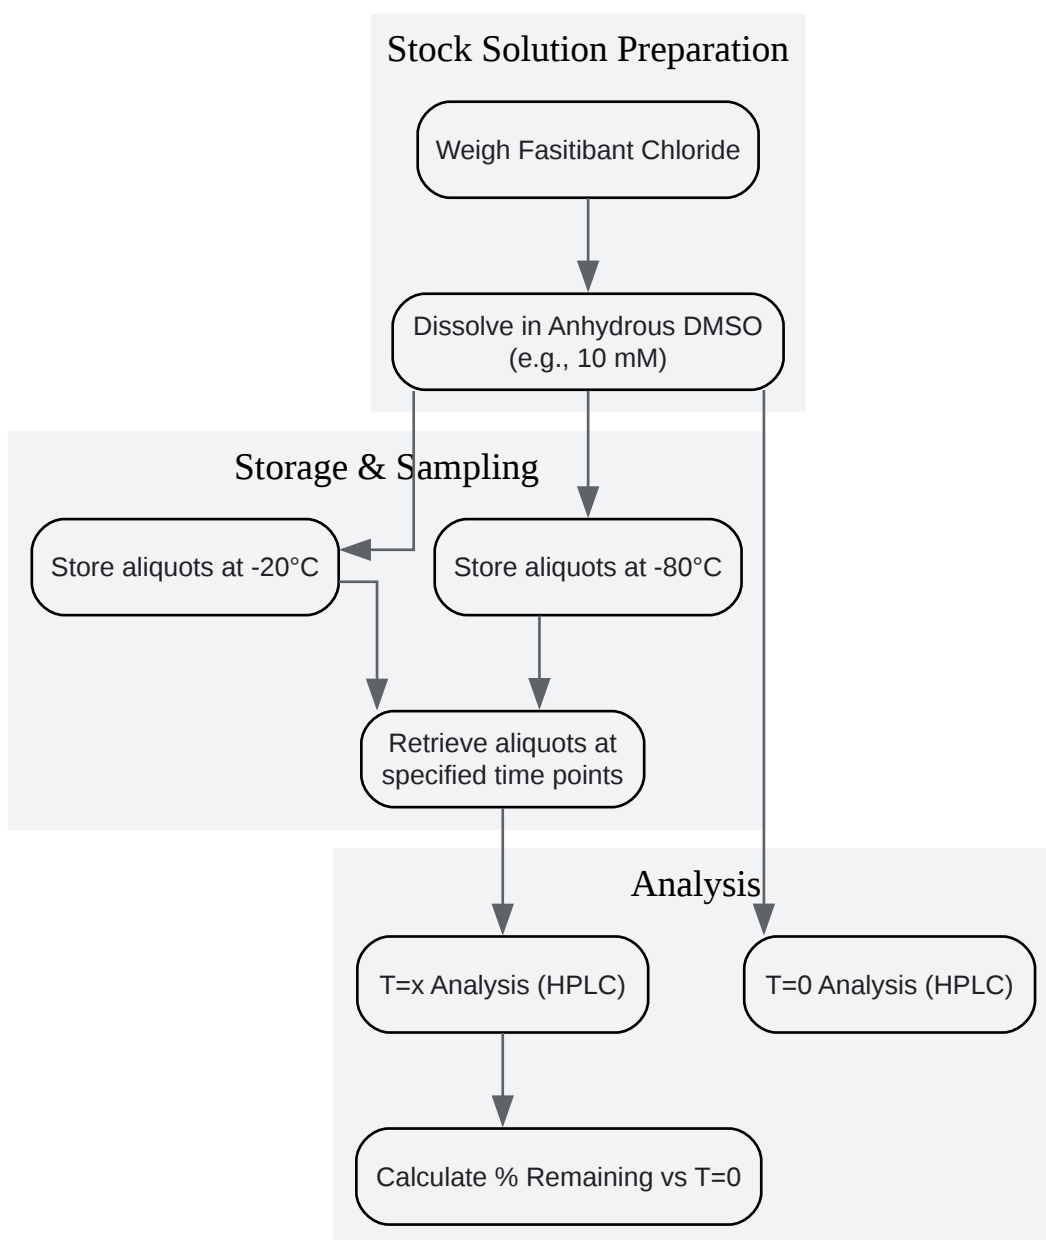 Stock Solution Preparation
Weigh Fasitibant Chloride
Dissolve in Anhydrous DMSO
(e.g., 10 mM)
Storage & Sampling
Store aliquots at -20°C
Store aliquots at -80°C
Retrieve aliquots at
specified time points
Analysis
T=x Analysis (HPLC)
T=0 Analysis (HPLC)
Calculate % Remaining vs T=0